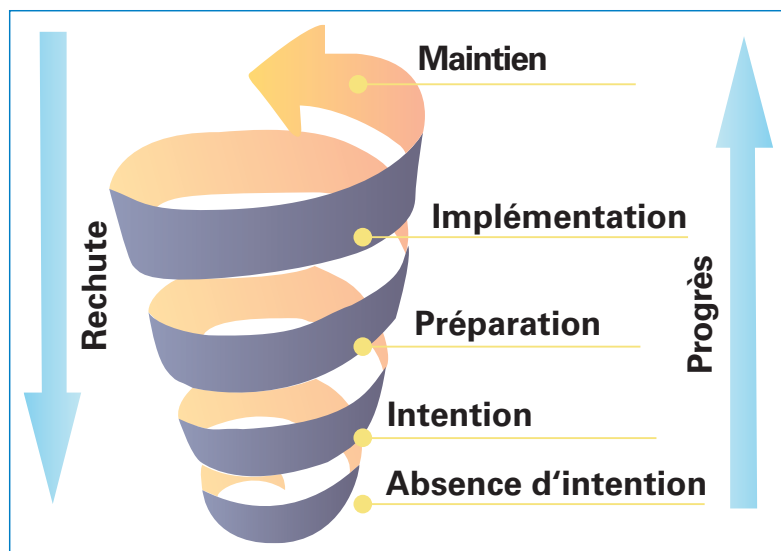 Maintien
Implémentation
Préparation
Intention
Absence d‘intention
Rechute
Progrès